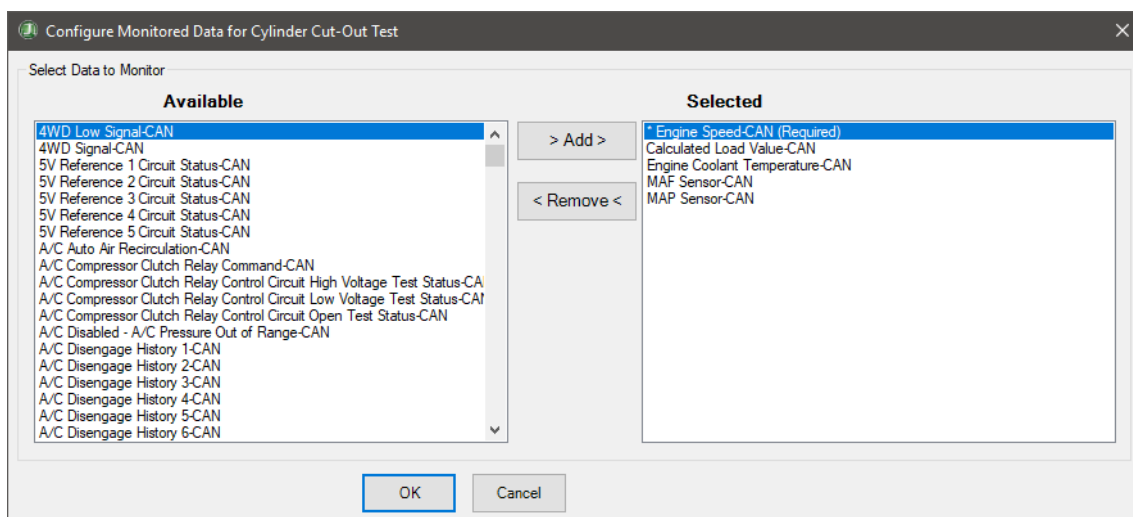 Configure Monitored Data for Cylinder Cut-Out Test
Select Data to Monitor
Available
4WD Low Signal-CAN
4WD Signal-CAN
5V Reference 1 Circuit Status-CAN
5V Reference 2 Circuit Status-CAN
5V Reference 3 Circuit Status-CAN
5V Reference 4 Circuit Status-CAN
5V Reference 5 Circuit Status-CAN
A/C Auto Air Recirculation-CAN
A/C Compressor Clutch Relay Command-CAN
A/C Compressor Clutch Relay Control Circuit High Voltage Test Status-CA
A/C Compressor Clutch Relay Control Circuit Low Voltage Test Status-CAN
A/C Compressor Clutch Relay Control Circuit Open Test Status-CAN
A/C Disabled - A/C Pressure Out of Range-CAN
A/C Disengage History 1-CAN
A/C Disengage History 2-CAN
A/C Disengage History 3-CAN
A/C Disengage History 4-CAN
A/C Disengage History 5-CAN
A/C Disengage History 6-CAN
> Add >
< Remove <
Selected
* Engine Speed-CAN (Required)
Calculated Load Value-CAN
Engine Coolant Temperature-CAN
MAF Sensor-CAN
MAP Sensor-CAN
OK
Cancel